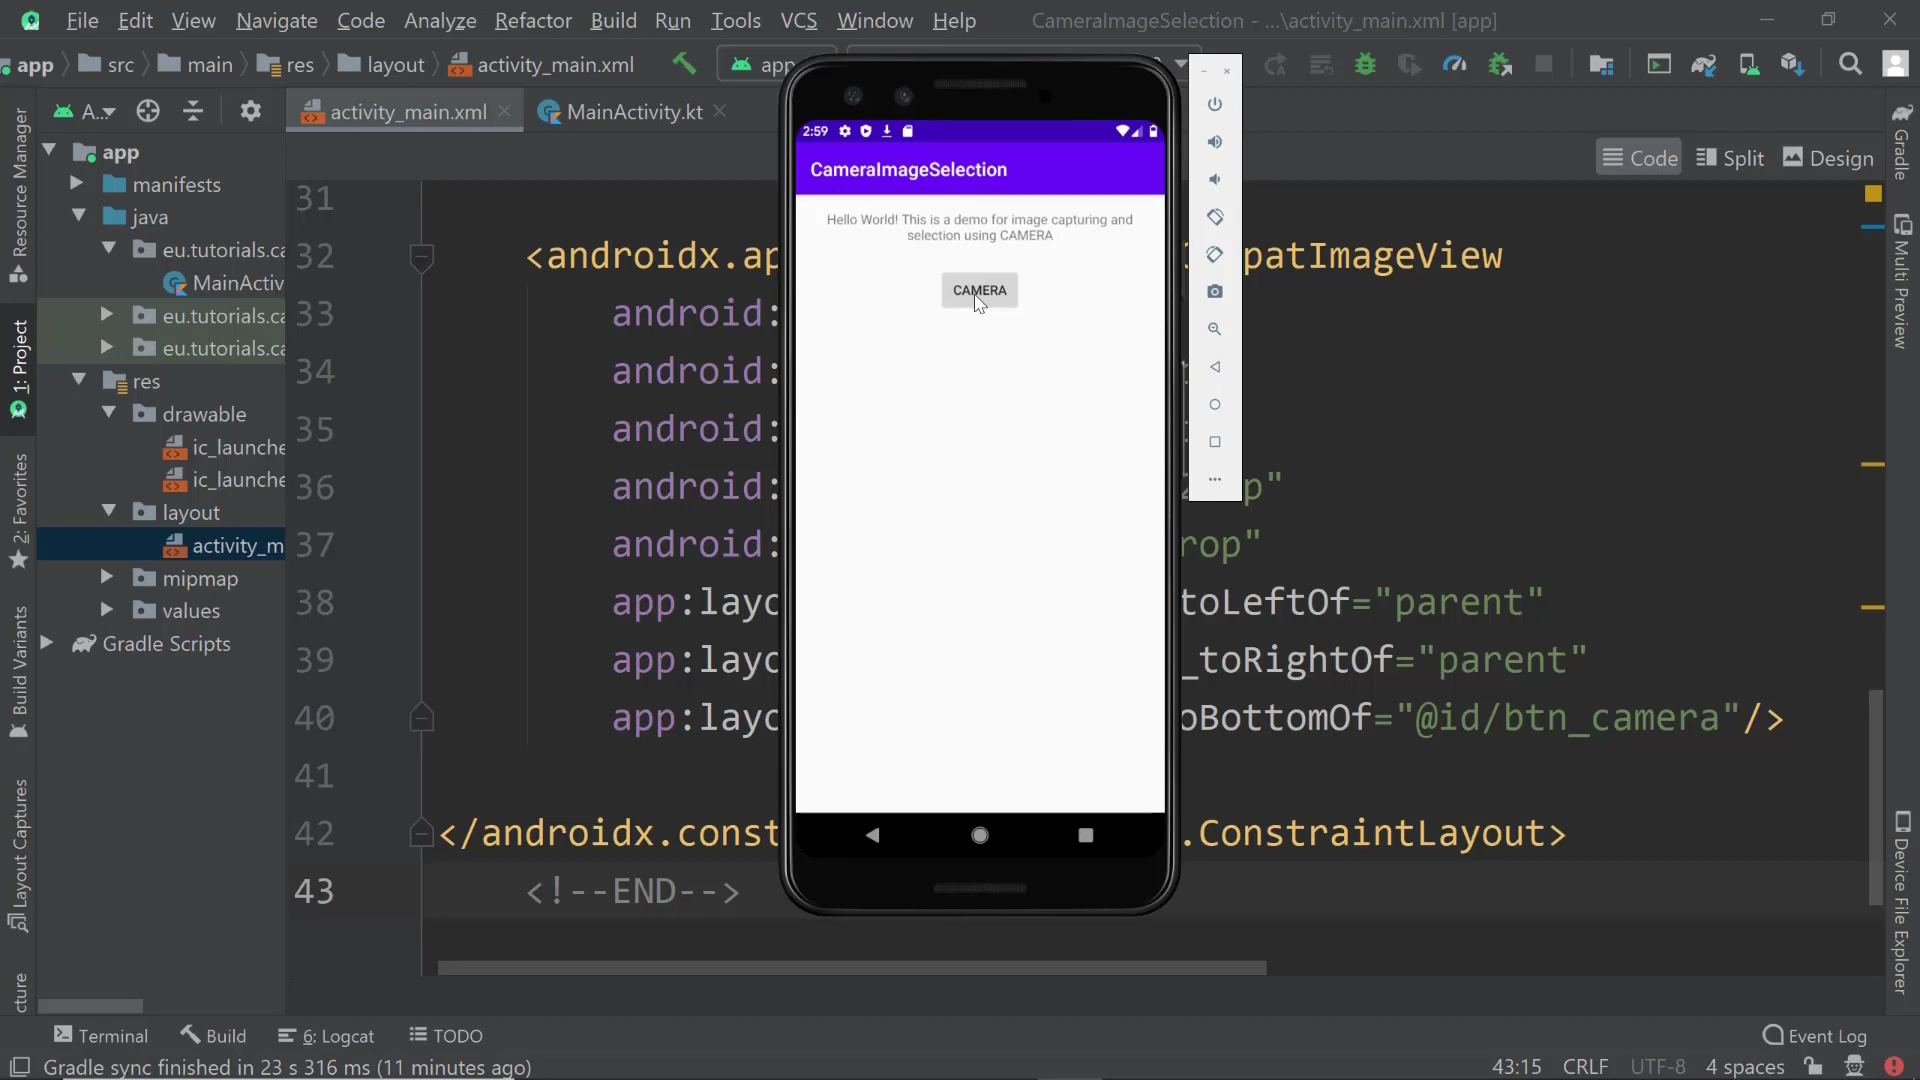 File Edit View Navigate Code Analyze Refactor Build Run Tools VCS Window Help CameraImageSelection - ...\activity_main.xml [app]
app src main res layout activity_main.xml app
A... activity_main.xml MainActivity.kt
Code Split Design
Resource Manager
1: Project
2: Favorites
Build Variants
Layout Captures
cture
app
manifests
java
eu.tutorials.ca
MainActiv
eu.tutorials.ca
eu.tutorials.ca
res
drawable
ic_launche
ic_launche
layout
activity_m
mipmap
values
Gradle Scripts
31
32 <androidx.ap patImageView
33 android:
34 android:
35 android:
36 android: p"
37 android: rop"
38 app:layo toLeftOf="parent"
39 app:layo _toRightOf="parent"
40 app:layo oBottomOf="@id/btn_camera"/>
41
42 </androidx.const .ConstraintLayout>
43 <!--END-->
2:59
CameraImageSelection
Hello World! This is a demo for image capturing and
selection using CAMERA
CAMERA
Gradle
Multi Preview
Device File Explorer
Terminal Build 6: Logcat TODO Event Log
Gradle sync finished in 23 s 316 ms (11 minutes ago) 43:15 CRLF UTF-8 4 spaces